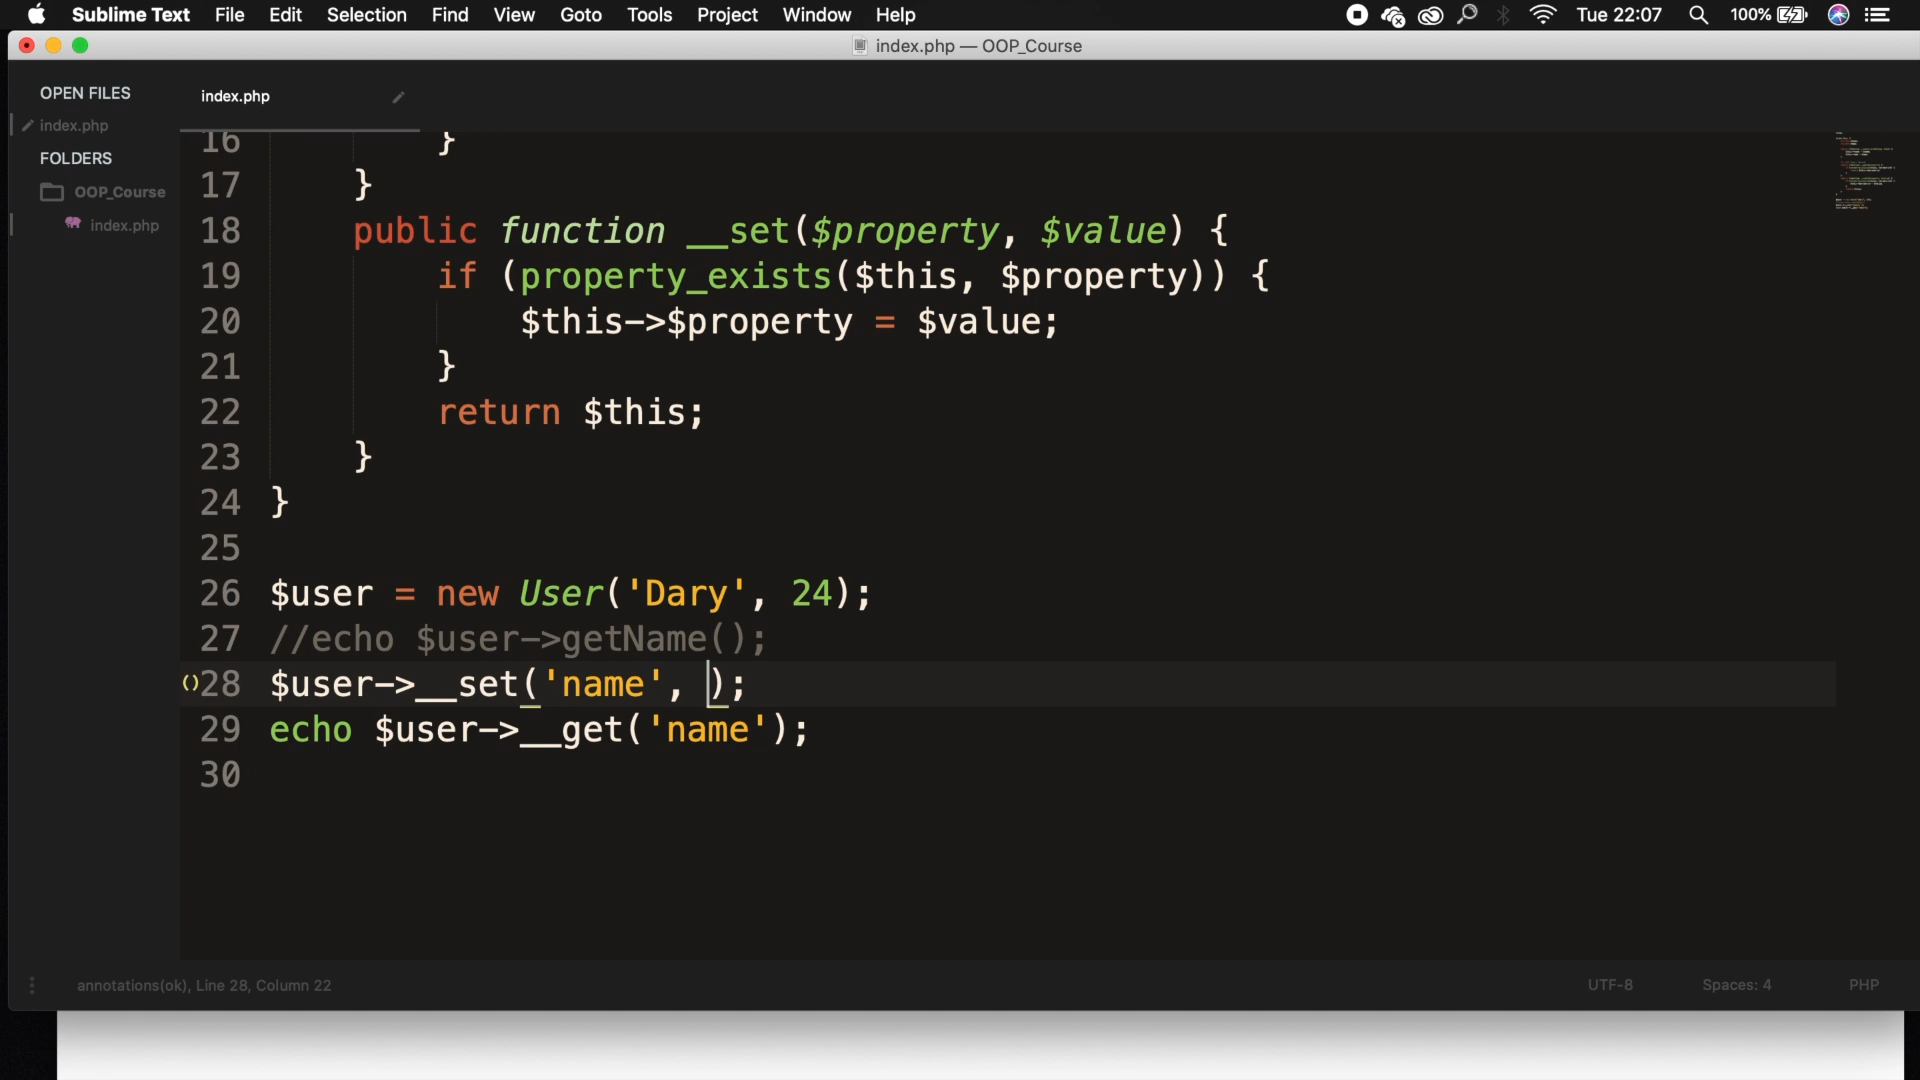 Sublime Text File Edit Selection Find View Goto Tools Project Window Help Tue 22:07 100%
index.php — OOP_Course
OPEN FILES
index.php
FOLDERS
OOP_Course
index.php
index.php
16 }
17 }
18 public function __set($property, $value) {
19 if (property_exists($this, $property)) {
20 $this->$property = $value;
21 }
22 return $this;
23 }
24 }
25
26 $user = new User('Dary', 24);
27 //echo $user->getName();
()28 $user->__set('name', );
29 echo $user->__get('name');
30
annotations(ok), Line 28, Column 22 UTF-8 Spaces: 4 PHP